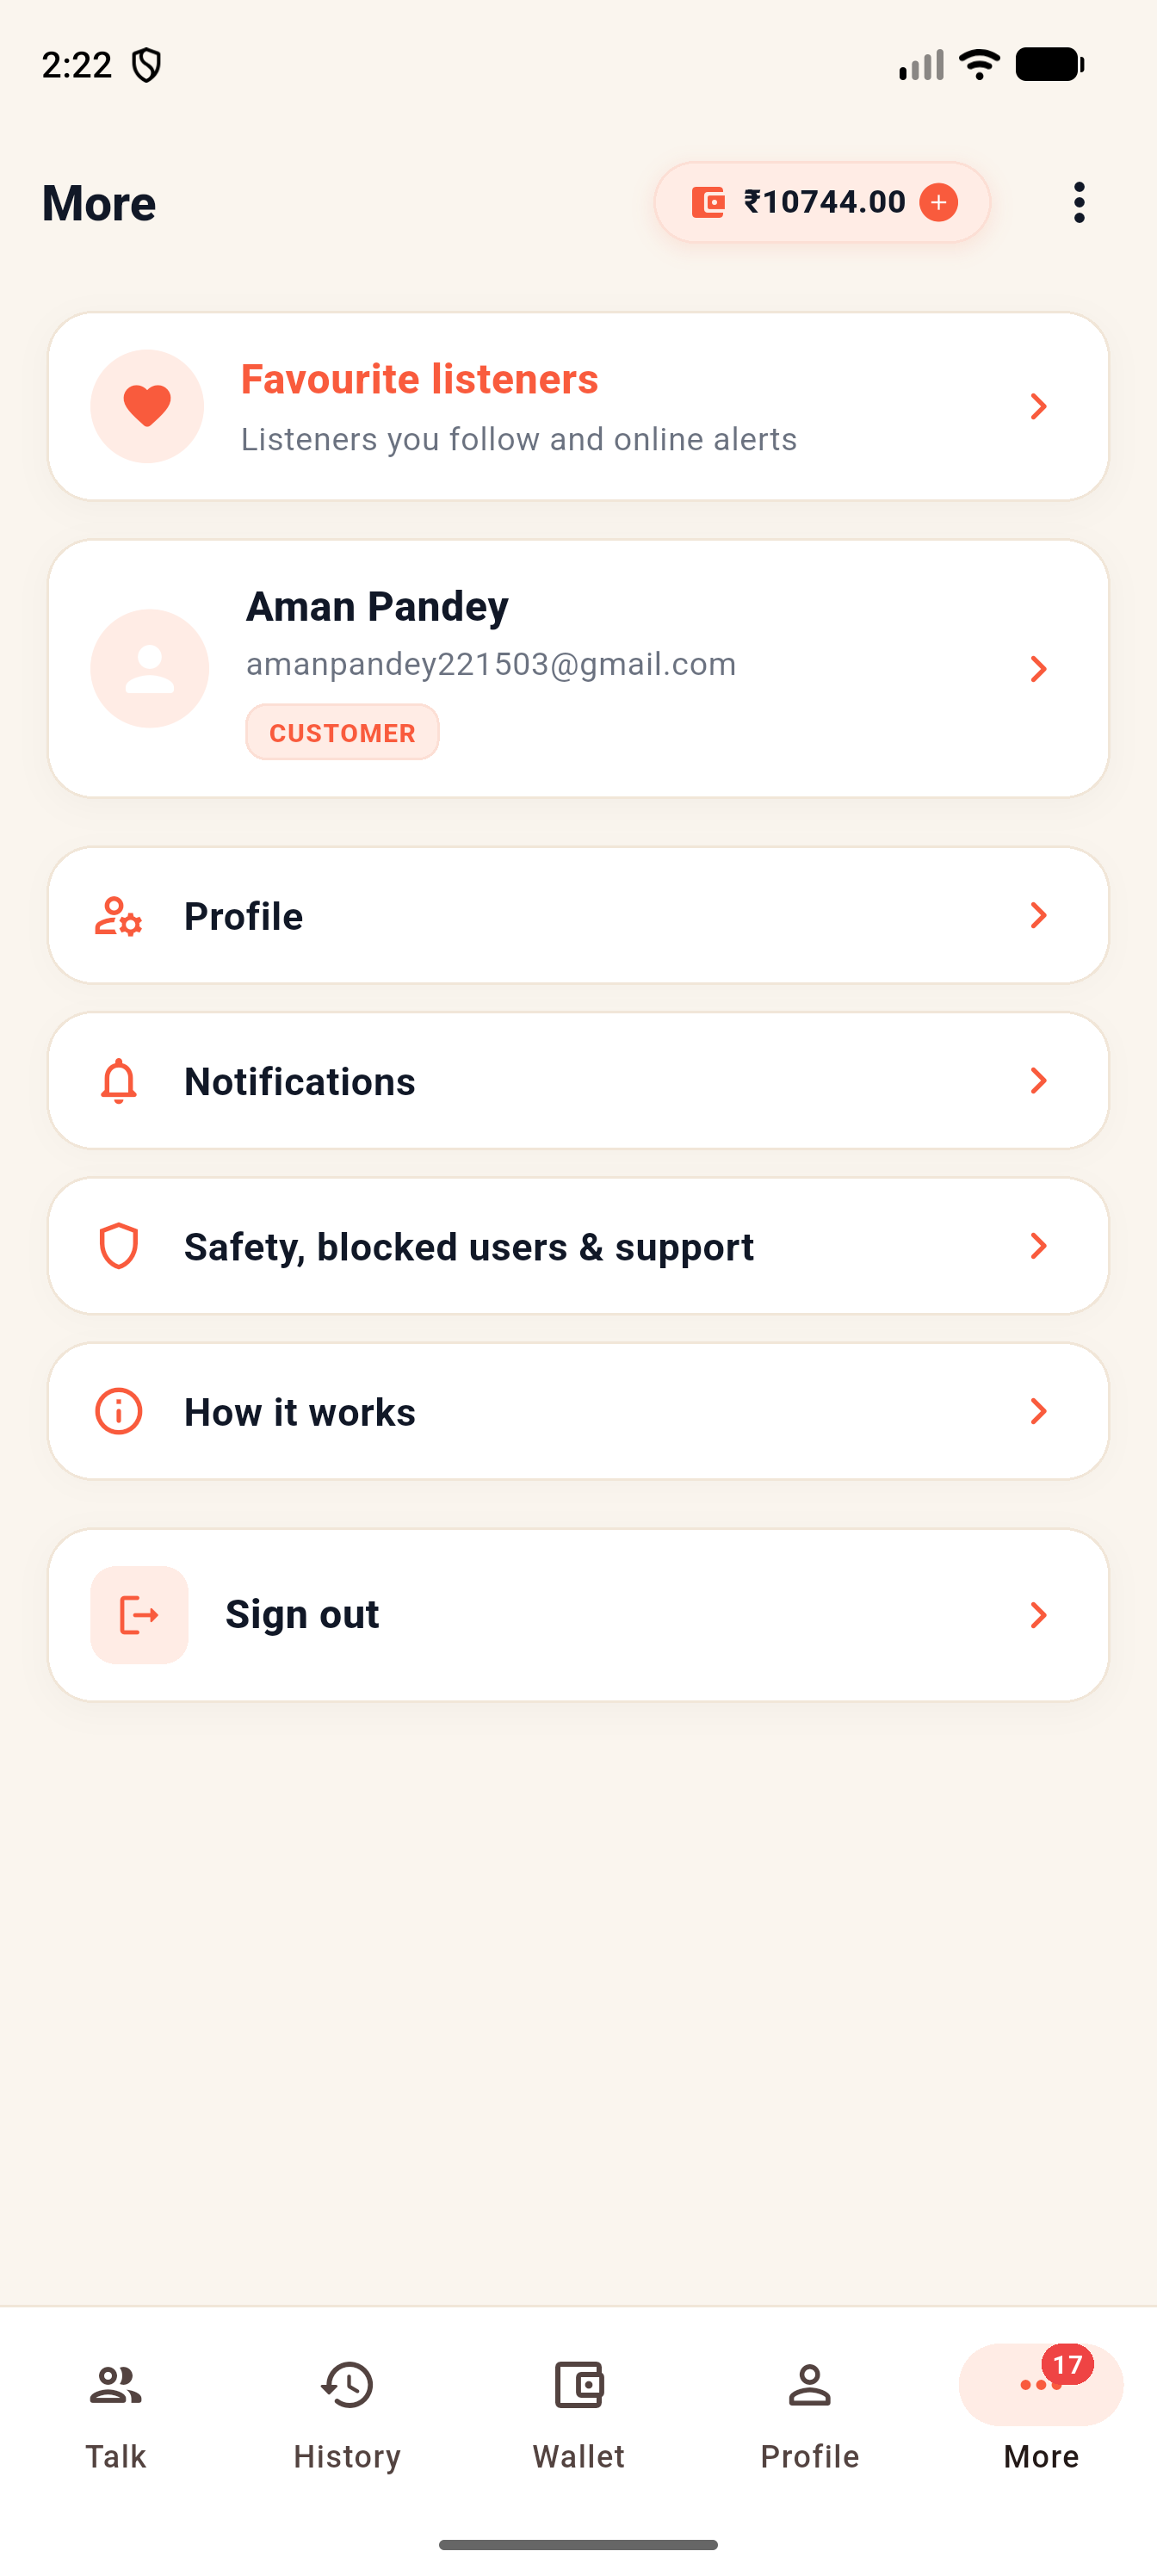 2:22
More
₹10744.00
Favourite listeners
Listeners you follow and online alerts
Aman Pandey
amanpandey221503@gmail.com
CUSTOMER
Profile
Notifications
Safety, blocked users & support
How it works
Sign out
17
Talk
History
Wallet
Profile
More